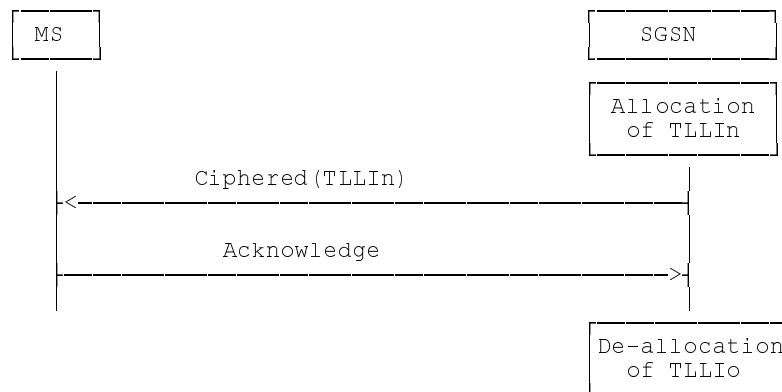 MS SGSN
Allocation
of TLLIn
Ciphered(TLLIn)
Acknowledge
De-allocation
of TLLIo